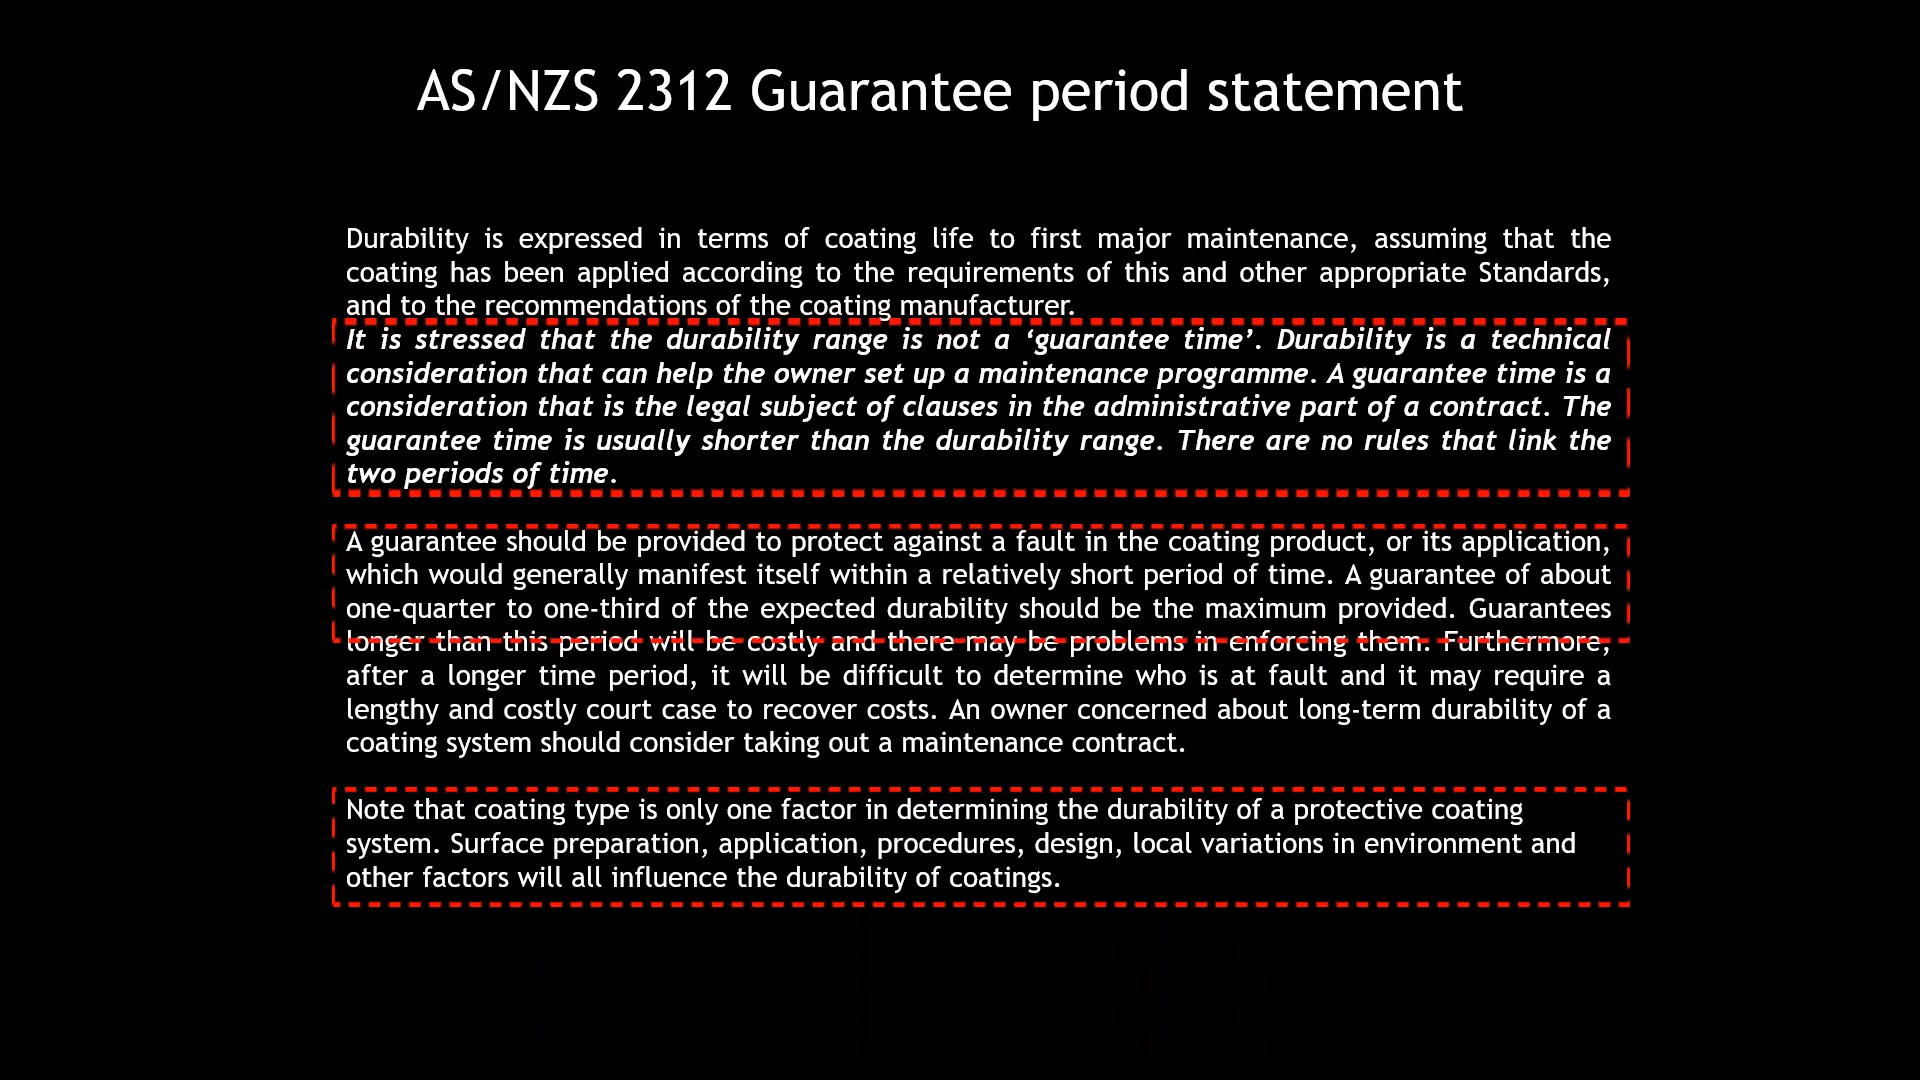 AS/NZS 2312 Guarantee period statement
Durability is expressed in terms of coating life to first major maintenance, assuming that the
coating has been applied according to the requirements of this and other appropriate Standards,
and to the recommendations of the coating manufacturer.
It is stressed that the durability range is not a ‘guarantee time’. Durability is a technical
consideration that can help the owner set up a maintenance programme. A guarantee time is a
consideration that is the legal subject of clauses in the administrative part of a contract. The
guarantee time is usually shorter than the durability range. There are no rules that link the
two periods of time.
A guarantee should be provided to protect against a fault in the coating product, or its application,
which would generally manifest itself within a relatively short period of time. A guarantee of about
one-quarter to one-third of the expected durability should be the maximum provided. Guarantees
longer than this period will be costly and there may be problems in enforcing them. Furthermore,
after a longer time period, it will be difficult to determine who is at fault and it may require a
lengthy and costly court case to recover costs. An owner concerned about long-term durability of a
coating system should consider taking out a maintenance contract.
Note that coating type is only one factor in determining the durability of a protective coating
system. Surface preparation, application, procedures, design, local variations in environment and
other factors will all influence the durability of coatings.